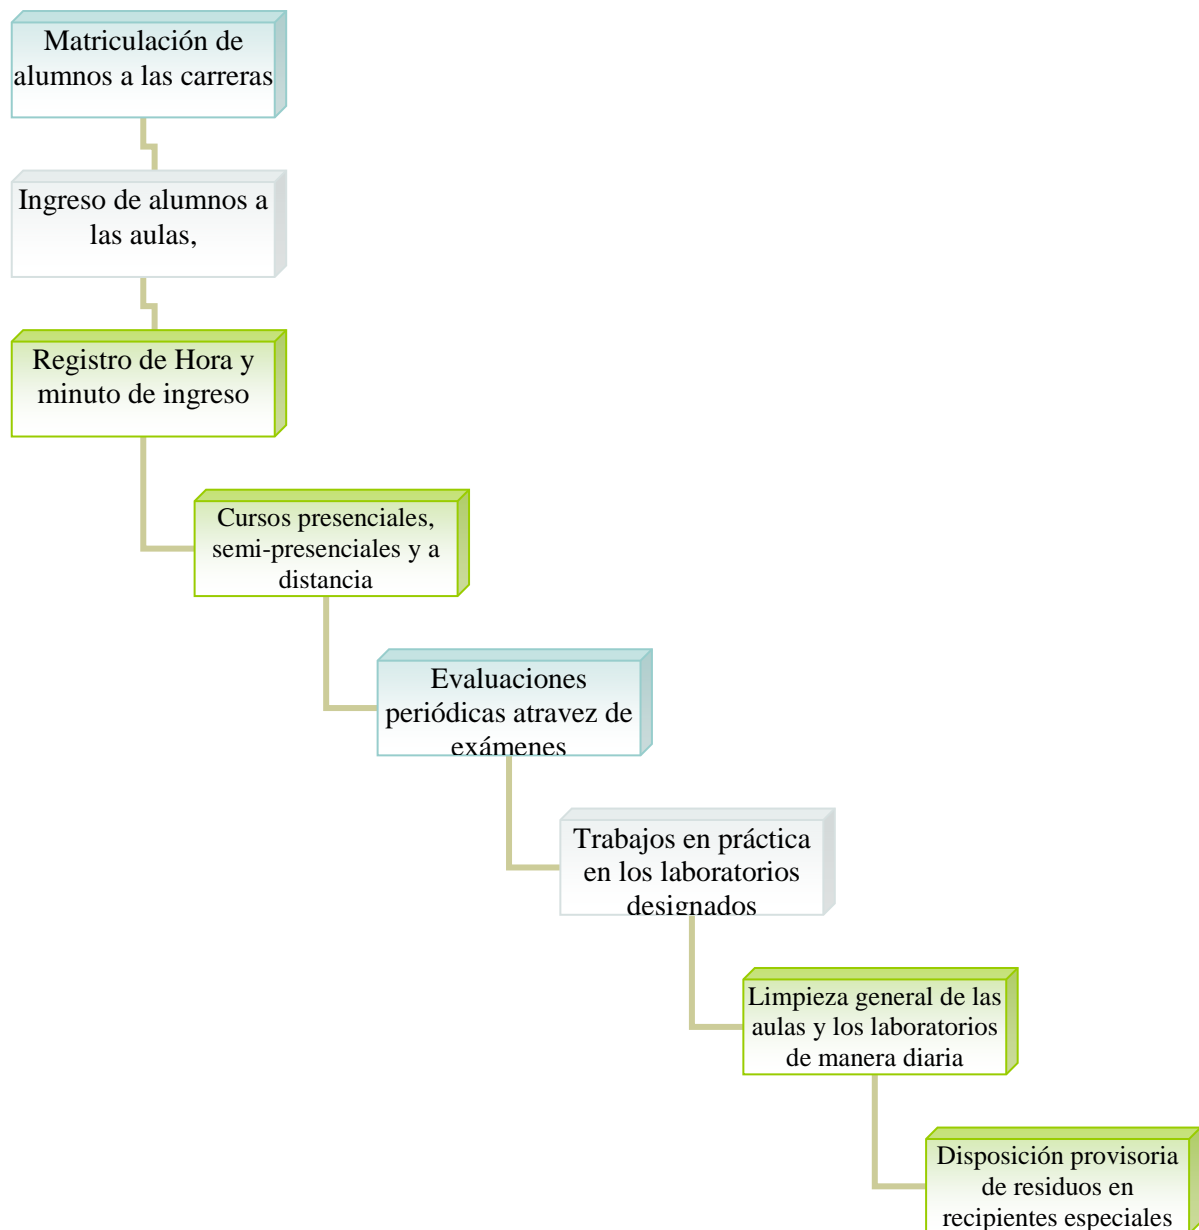 Matriculación de
alumnos a las carreras
Ingreso de alumnos a
las aulas,
Registro de Hora y
minuto de ingreso
Cursos presenciales,
semi-presenciales y a
distancia
Evaluaciones
periódicas atravez de
exámenes
Trabajos en práctica
en los laboratorios
designados
Limpieza general de las
aulas y los laboratorios
de manera diaria
Disposición provisoria
de residuos en
recipientes especiales